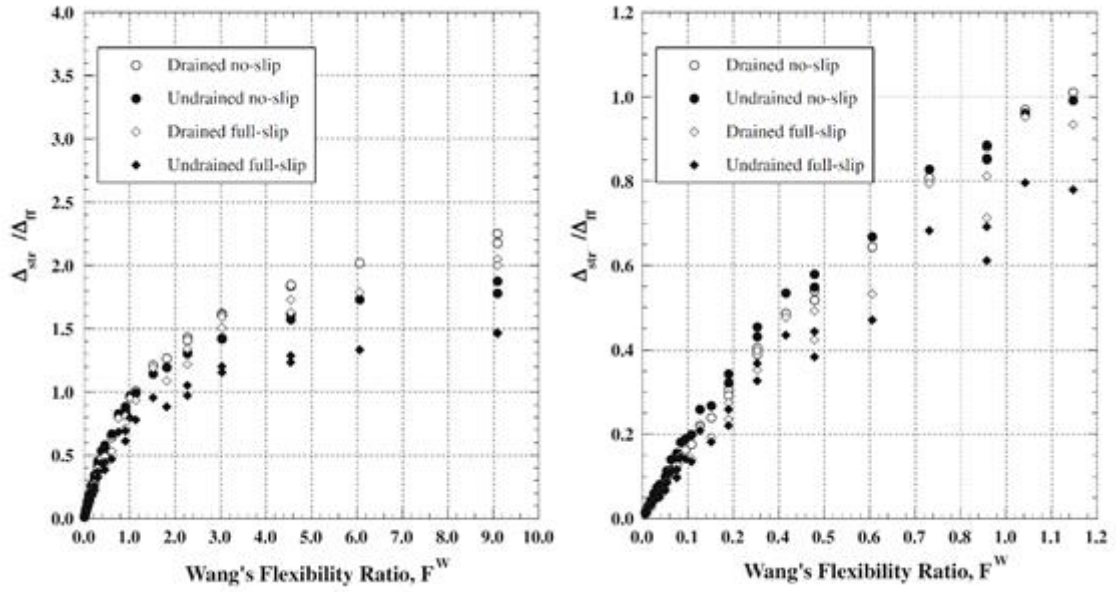 4.0
3.5
3.0
2.5
2.0
1.5
1.0
0.5
0.0
Δstr /Δff
Drained no-slip
Undrained no-slip
Drained full-slip
Undrained full-slip
0.0 1.0 2.0 3.0 4.0 5.0 6.0 7.0 8.0 9.0 10.0
Wang's Flexibility Ratio, F^W
1.2
1.0
0.8
0.6
0.4
0.2
0.0
Δstr /Δff
Drained no-slip
Undrained no-slip
Drained full-slip
Undrained full-slip
0.0 0.1 0.2 0.3 0.4 0.5 0.6 0.7 0.8 0.9 1.0 1.1 1.2
Wang's Flexibility Ratio, F^W